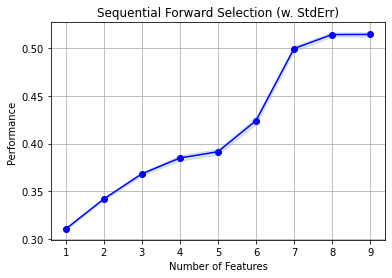 Sequential Forward Selection (w. StdErr)
0.50
0.45
0.40
0.35
0.30
Performance
1 2 3 4 5 6 7 8 9
Number of Features